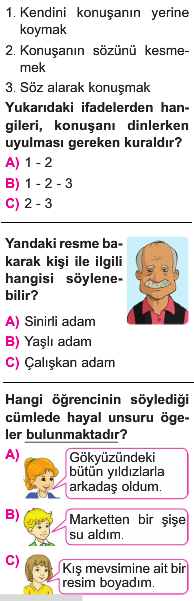 1. Kendini konuşanın yerine
koymak
2. Konuşanın sözünü kesme-
mek
3. Söz alarak konuşmak
Yukarıdaki ifadelerden han-
gileri, konuşanı dinlerken
uyulması gereken kuraldır?
A) 1 - 2
B) 1 - 2 - 3
C) 2 - 3
Yandaki resme ba-
karak kişi ile ilgili
hangisi söylene-
bilir?
A) Sinirli adam
B) Yaşlı adam
C) Çalışkan adam
Hangi öğrencinin söylediği
cümlede hayal unsuru öge-
ler bulunmaktadır?
A) Gökyüzündeki
bütün yıldızlarla
arkadaş oldum.
B) Marketten bir şişe
su aldım.
C) Kış mevsimine ait bir
resim boyadım.